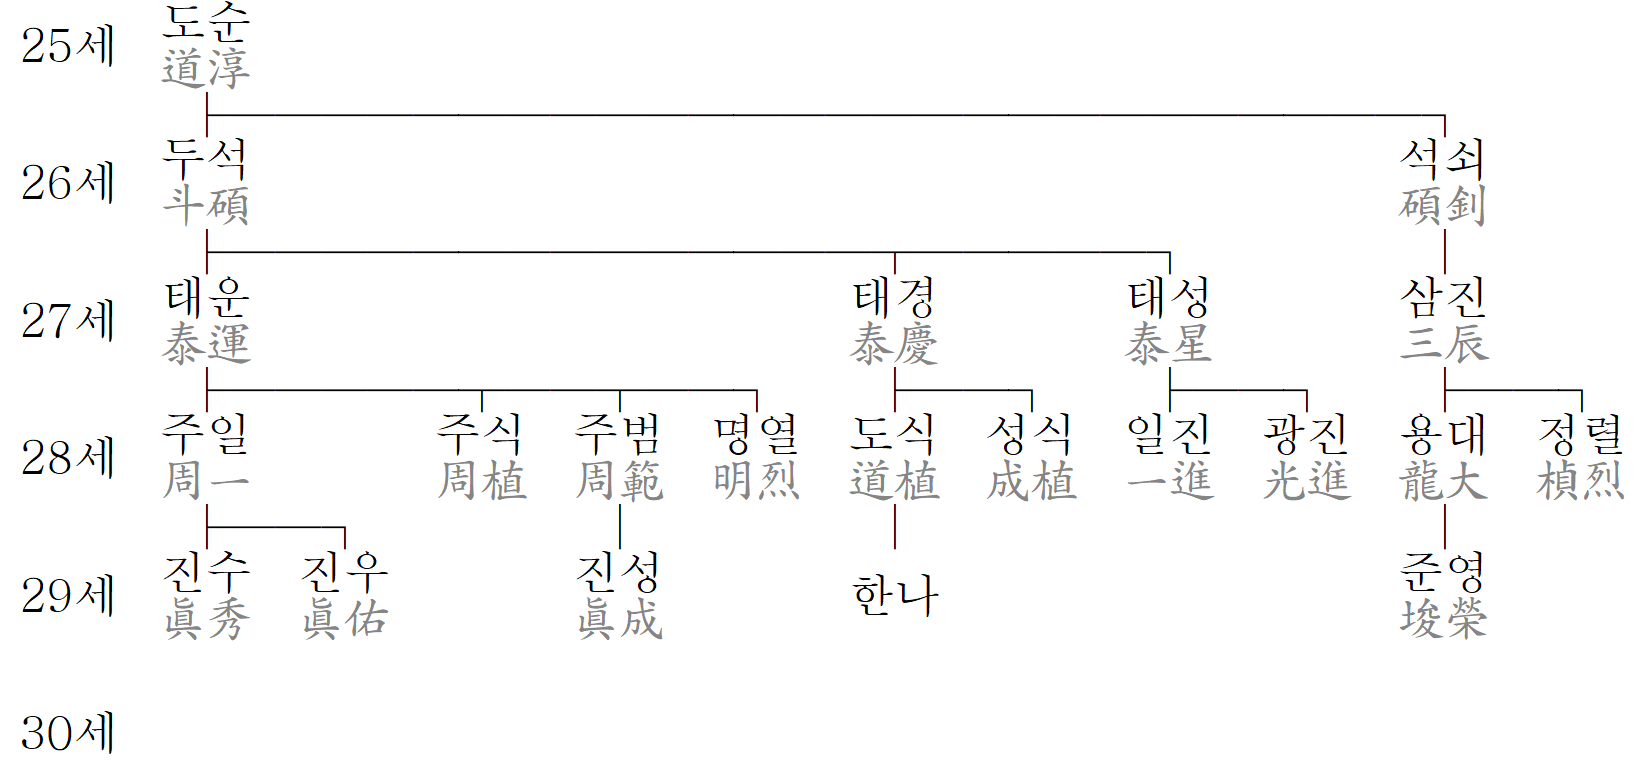 25세 도순
道淳
26세 두석 석쇠
斗碩 碩釗
27세 태운 태경 태성 삼진
泰運 泰慶 泰星 三辰
28세 주일 주식 주범 명열 도식 성식 일진 광진 용대 정렬
周一 周植 周範 明烈 道植 成植 一進 光進 龍大 楨烈
29세 진수 진우 진성 한나 준영
眞秀 眞佑 眞成 埈榮
30세